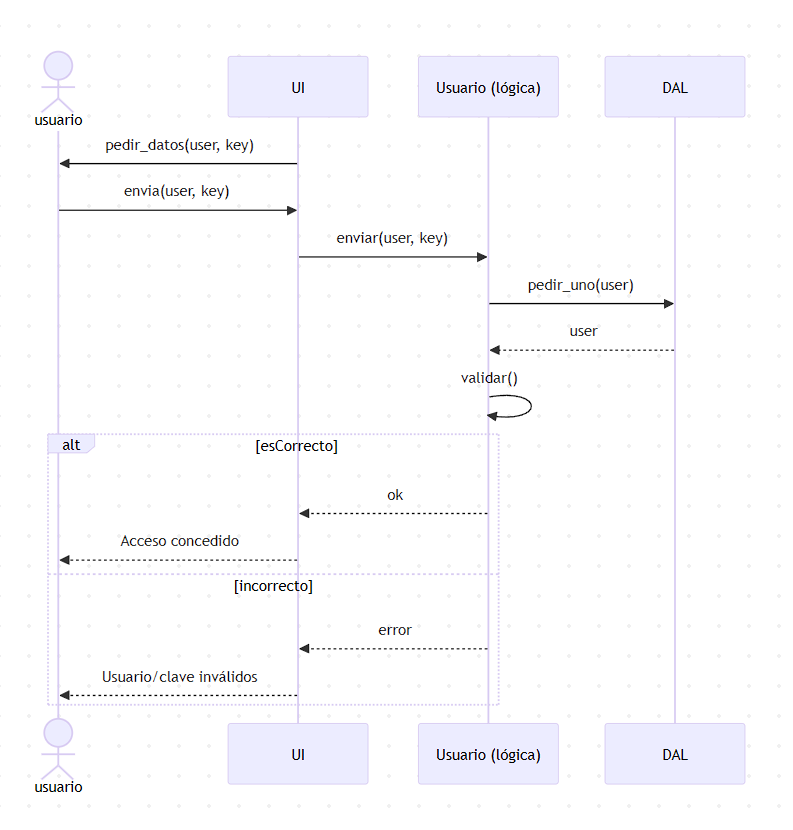 usuario
UI
Usuario (lógica)
DAL
pedir_datos(user, key)
envia(user, key)
enviar(user, key)
pedir_uno(user)
user
validar()
alt
[esCorrecto]
ok
Acceso concedido
[incorrecto]
error
Usuario/clave inválidos
usuario
UI
Usuario (lógica)
DAL